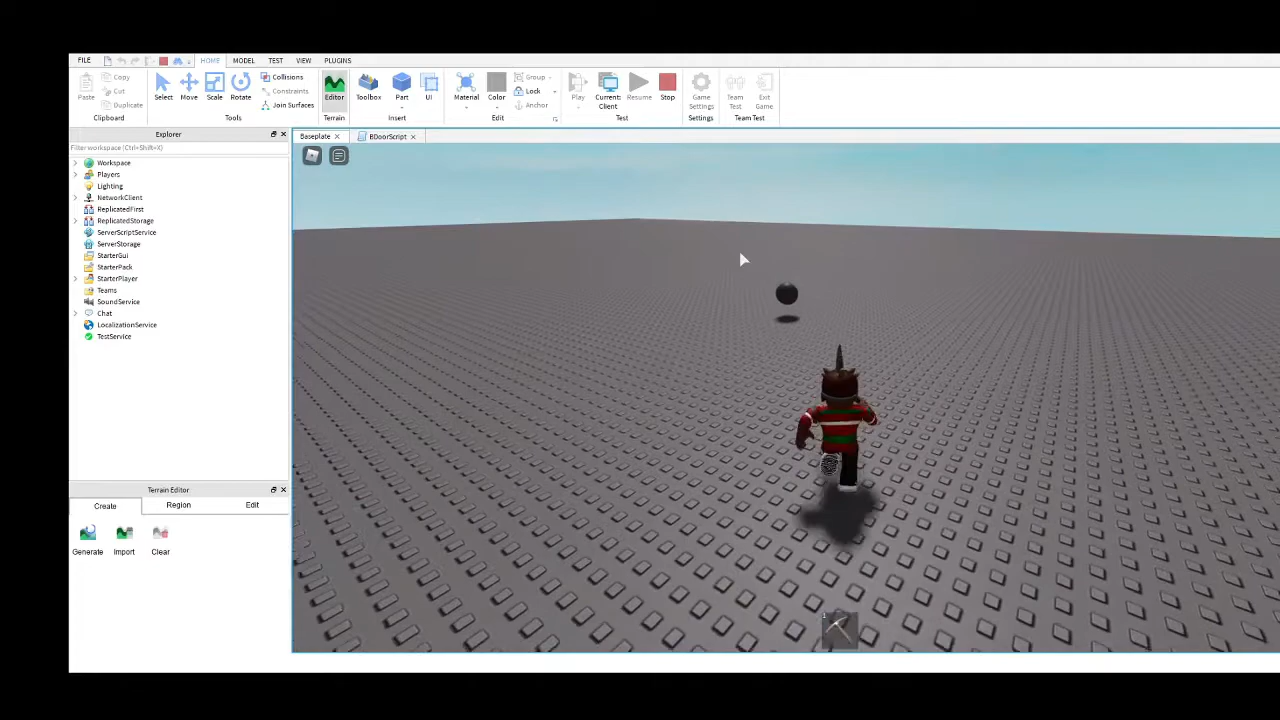 FILE HOME MODEL TEST VIEW PLUGINS
Paste Copy Cut Duplicate Select Move Scale Rotate Collisions Constraints Join Surfaces Editor Toolbox Part UI Material Color Group Lock Anchor Play Current: Client Resume Stop Game Settings Team Test Exit Game
Clipboard Tools Terrain Insert Edit Test Settings Team Test
Explorer
Filter workspace (Ctrl+Shift+X)
Baseplate BDoorScript
Workspace
Players
Lighting
NetworkClient
ReplicatedFirst
ReplicatedStorage
ServerScriptService
ServerStorage
StarterGui
StarterPack
StarterPlayer
Teams
SoundService
Chat
LocalizationService
TestService
Terrain Editor
Create Region Edit
Generate Import Clear
1